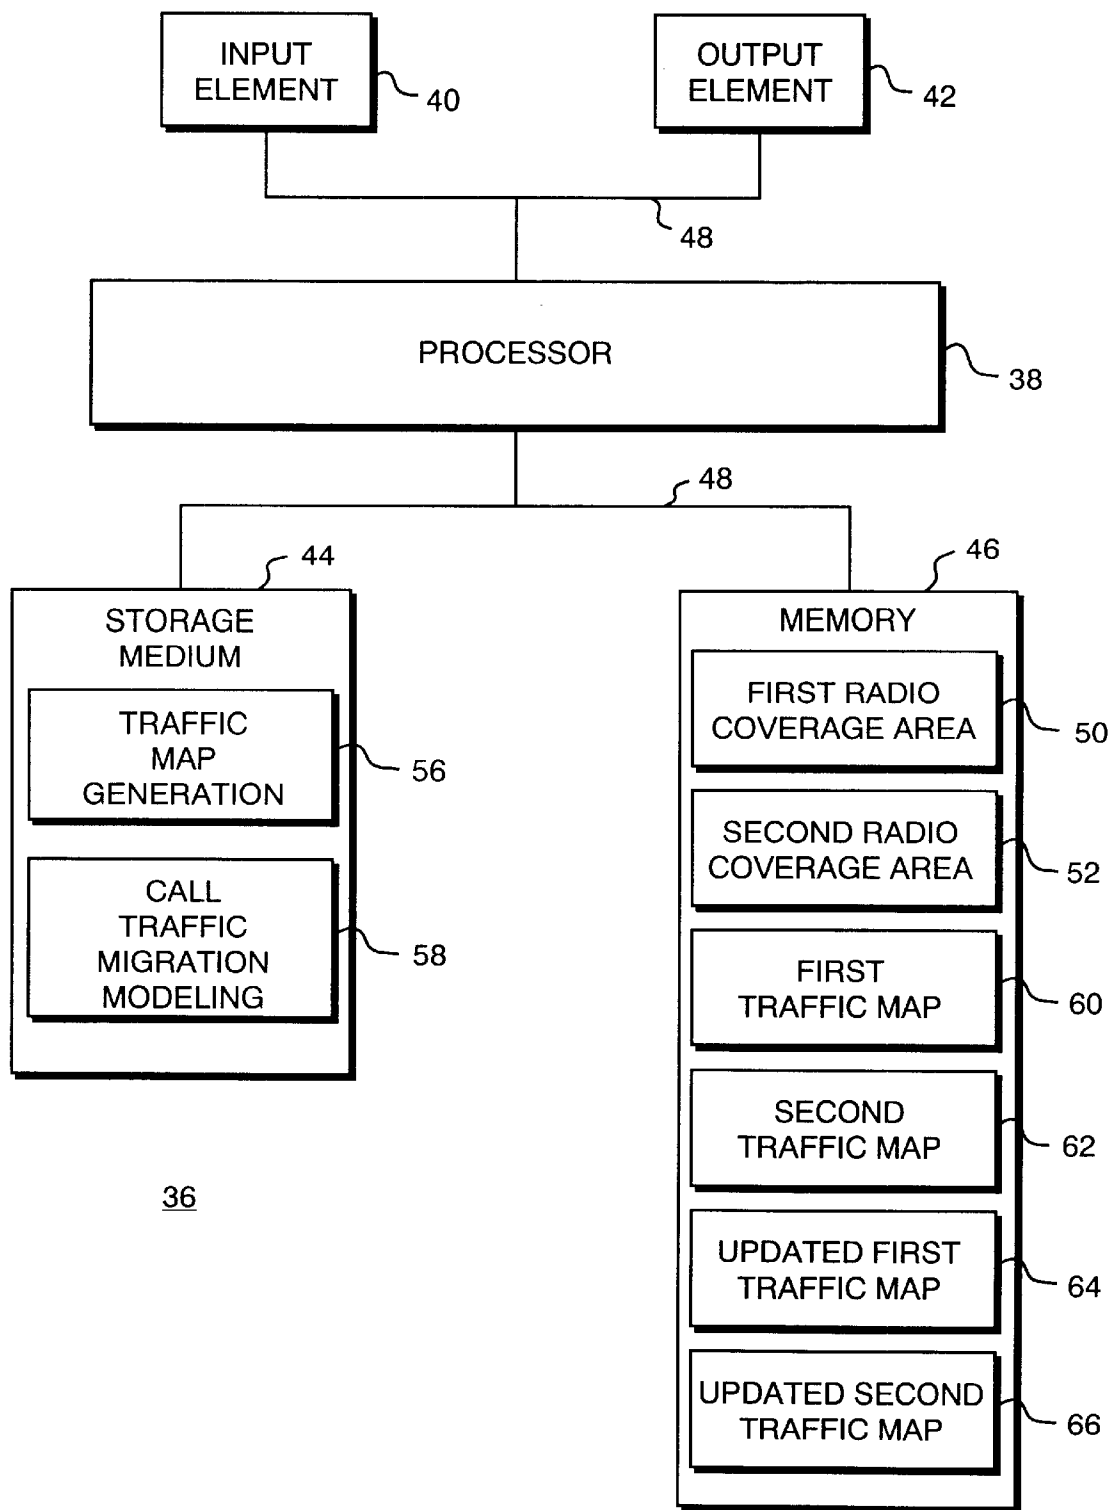 INPUT
ELEMENT
40
OUTPUT
ELEMENT
42
48
PROCESSOR
38
48
44
STORAGE
MEDIUM
TRAFFIC
MAP
GENERATION
56
CALL
TRAFFIC
MIGRATION
MODELING
58
36
46
MEMORY
FIRST RADIO
COVERAGE AREA
50
SECOND RADIO
COVERAGE AREA
52
FIRST
TRAFFIC MAP
60
SECOND
TRAFFIC MAP
62
UPDATED FIRST
TRAFFIC MAP
64
UPDATED SECOND
TRAFFIC MAP
66